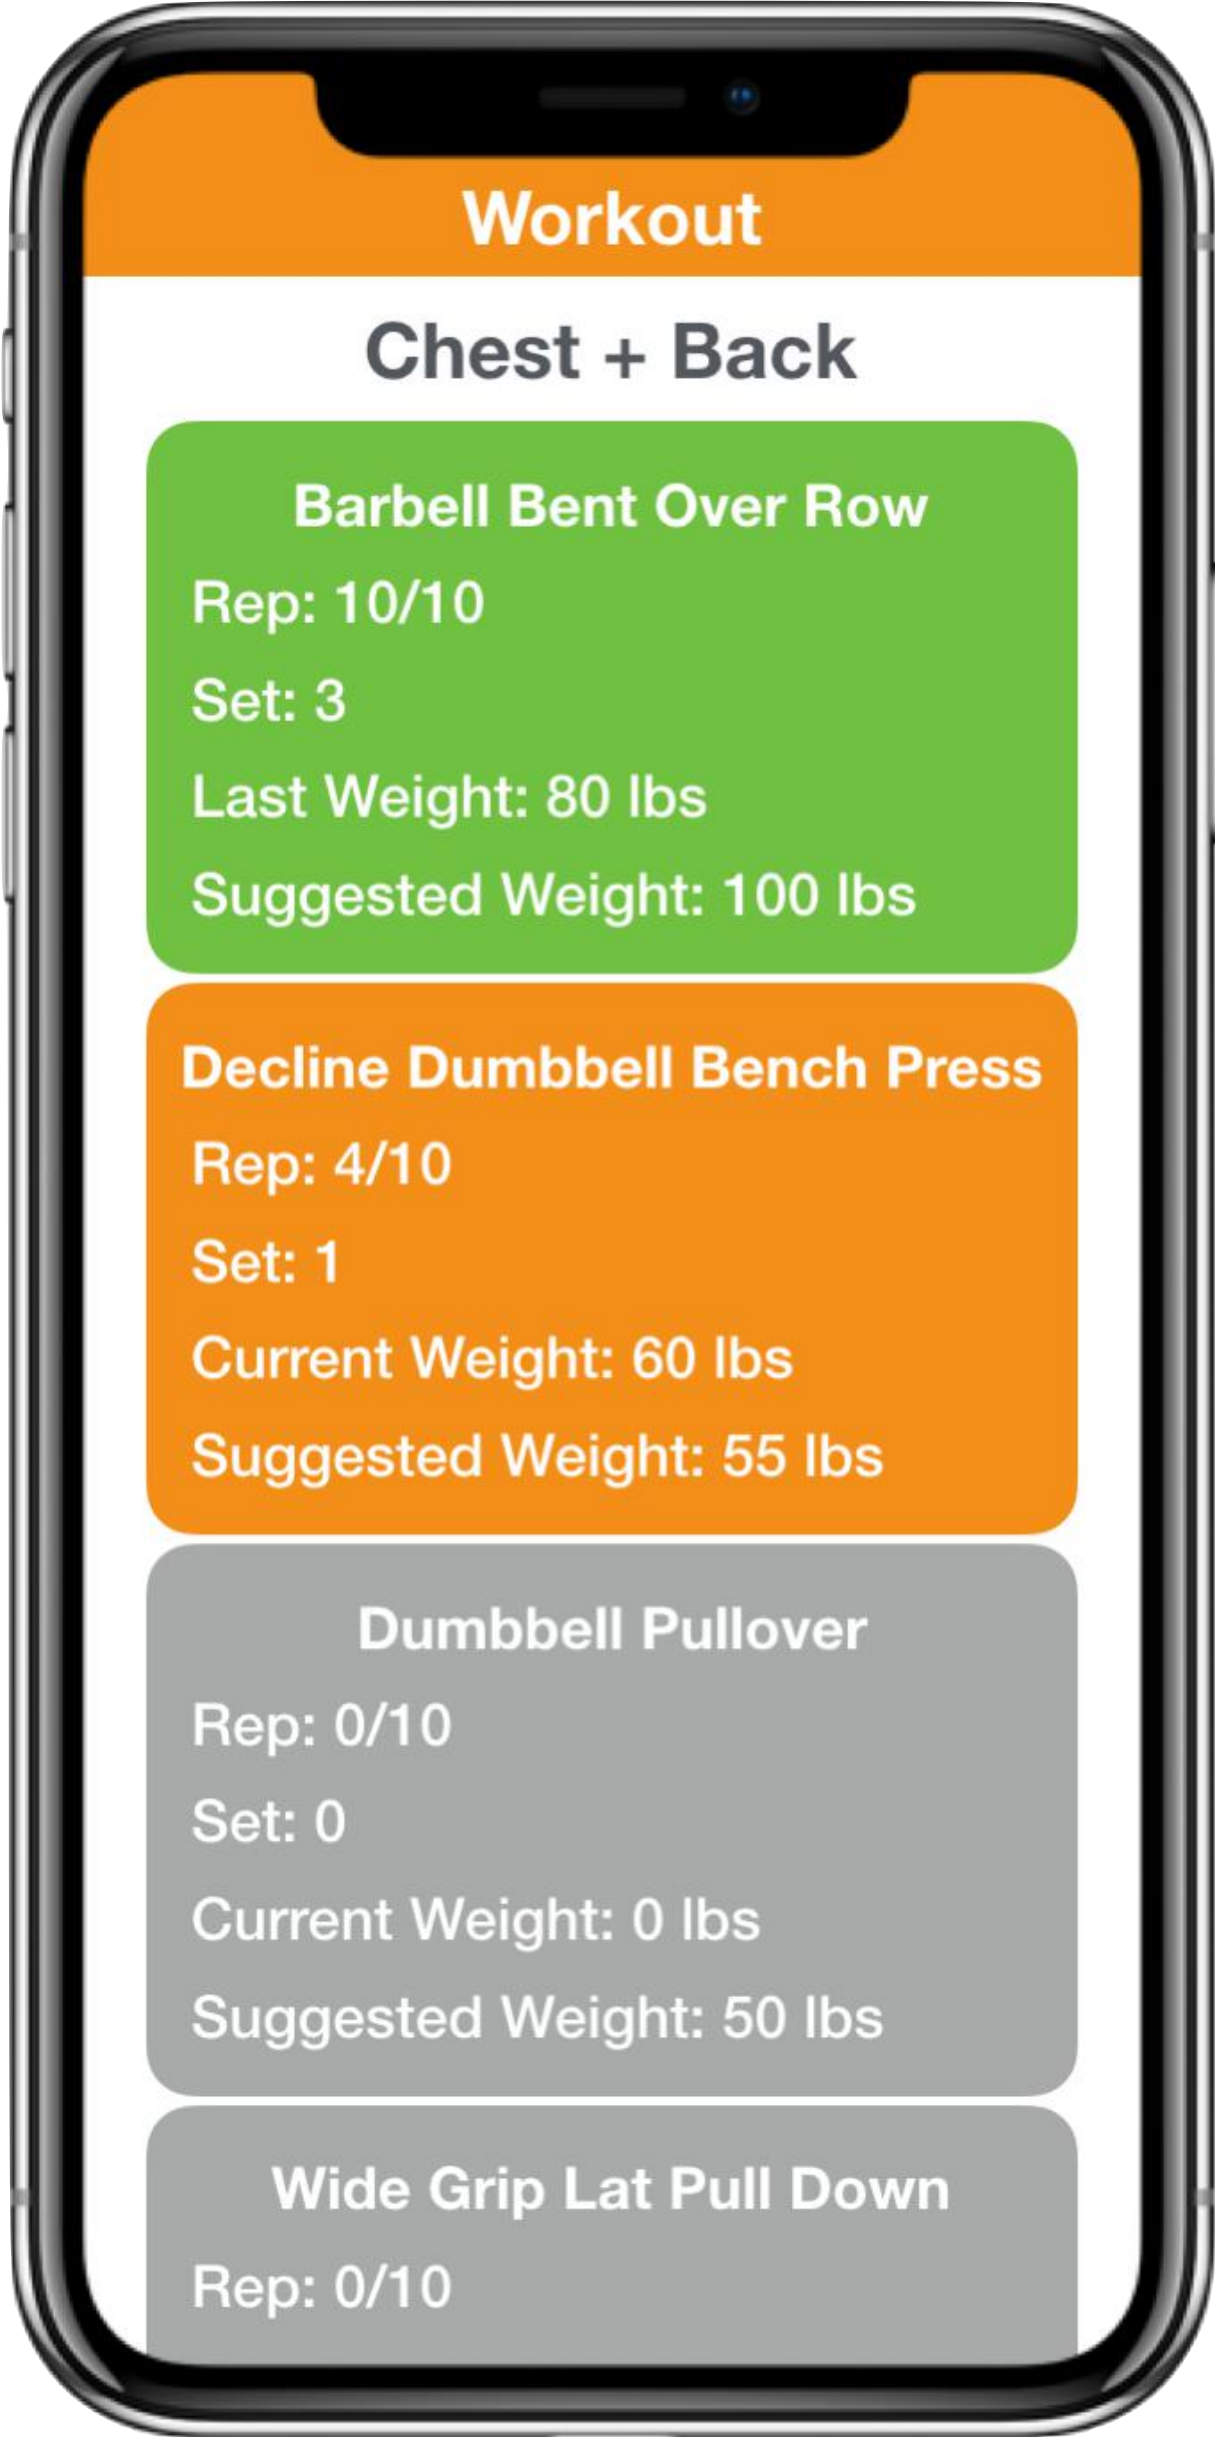 Workout
Chest + Back
Barbell Bent Over Row
Rep: 10/10
Set: 3
Last Weight: 80 lbs
Suggested Weight: 100 lbs
Decline Dumbbell Bench Press
Rep: 4/10
Set: 1
Current Weight: 60 lbs
Suggested Weight: 55 lbs
Dumbbell Pullover
Rep: 0/10
Set: 0
Current Weight: 0 lbs
Suggested Weight: 50 lbs
Wide Grip Lat Pull Down
Rep: 0/10